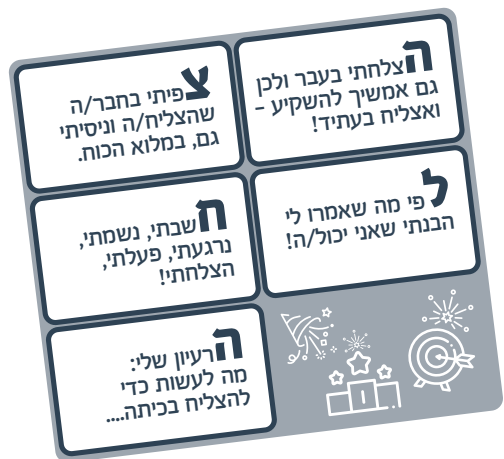 הצלחתי בעבר ולכן
גם אמשיך להשקיע –
ואצליח בעתיד!
צפיתי בחבר/ה
שהצליח/ה וניסיתי
גם, במלוא הכוח.
לפי מה שאמרו לי
הבנתי שאני יכול/ה!
חשבתי, נשמתי,
נרגעתי, פעלתי,
הצלחתי!
הרעיון שלי:
מה לעשות כדי
להצליח בכיתה....